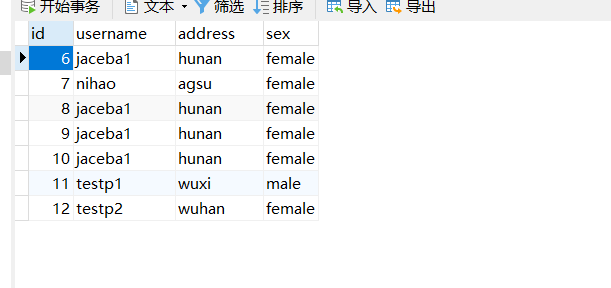 开始事务 文本 筛选 排序 导入 导出
id username address sex
6 jaceba1 hunan female
7 nihao agsu female
8 jaceba1 hunan female
9 jaceba1 hunan female
10 jaceba1 hunan female
11 testp1 wuxi male
12 testp2 wuhan female